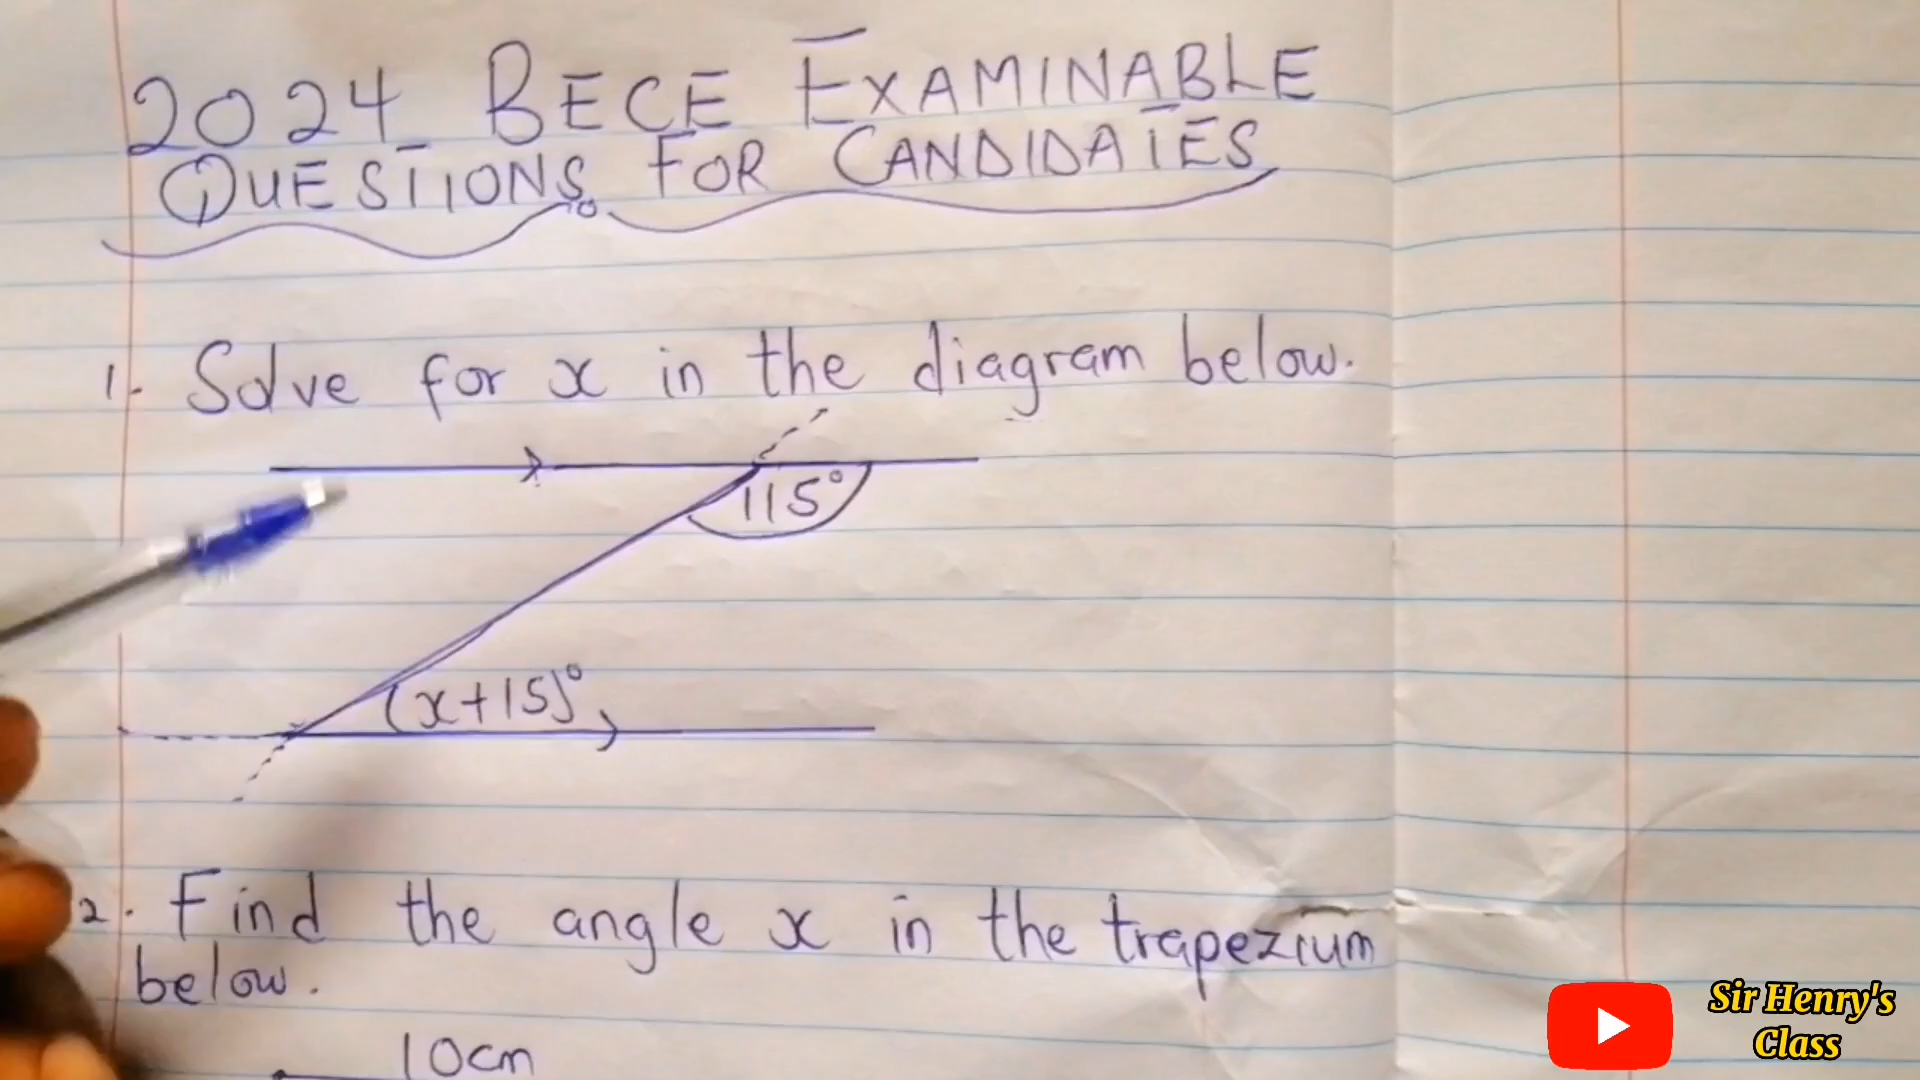 2024 BECE EXAMINABLE
QUESTIONS FOR CANDIDATES
1. Solve for x in the diagram below.
115°
(x+15)°
2. Find the angle x in the trapezium
below.
10cm
Sir Henry's
Class